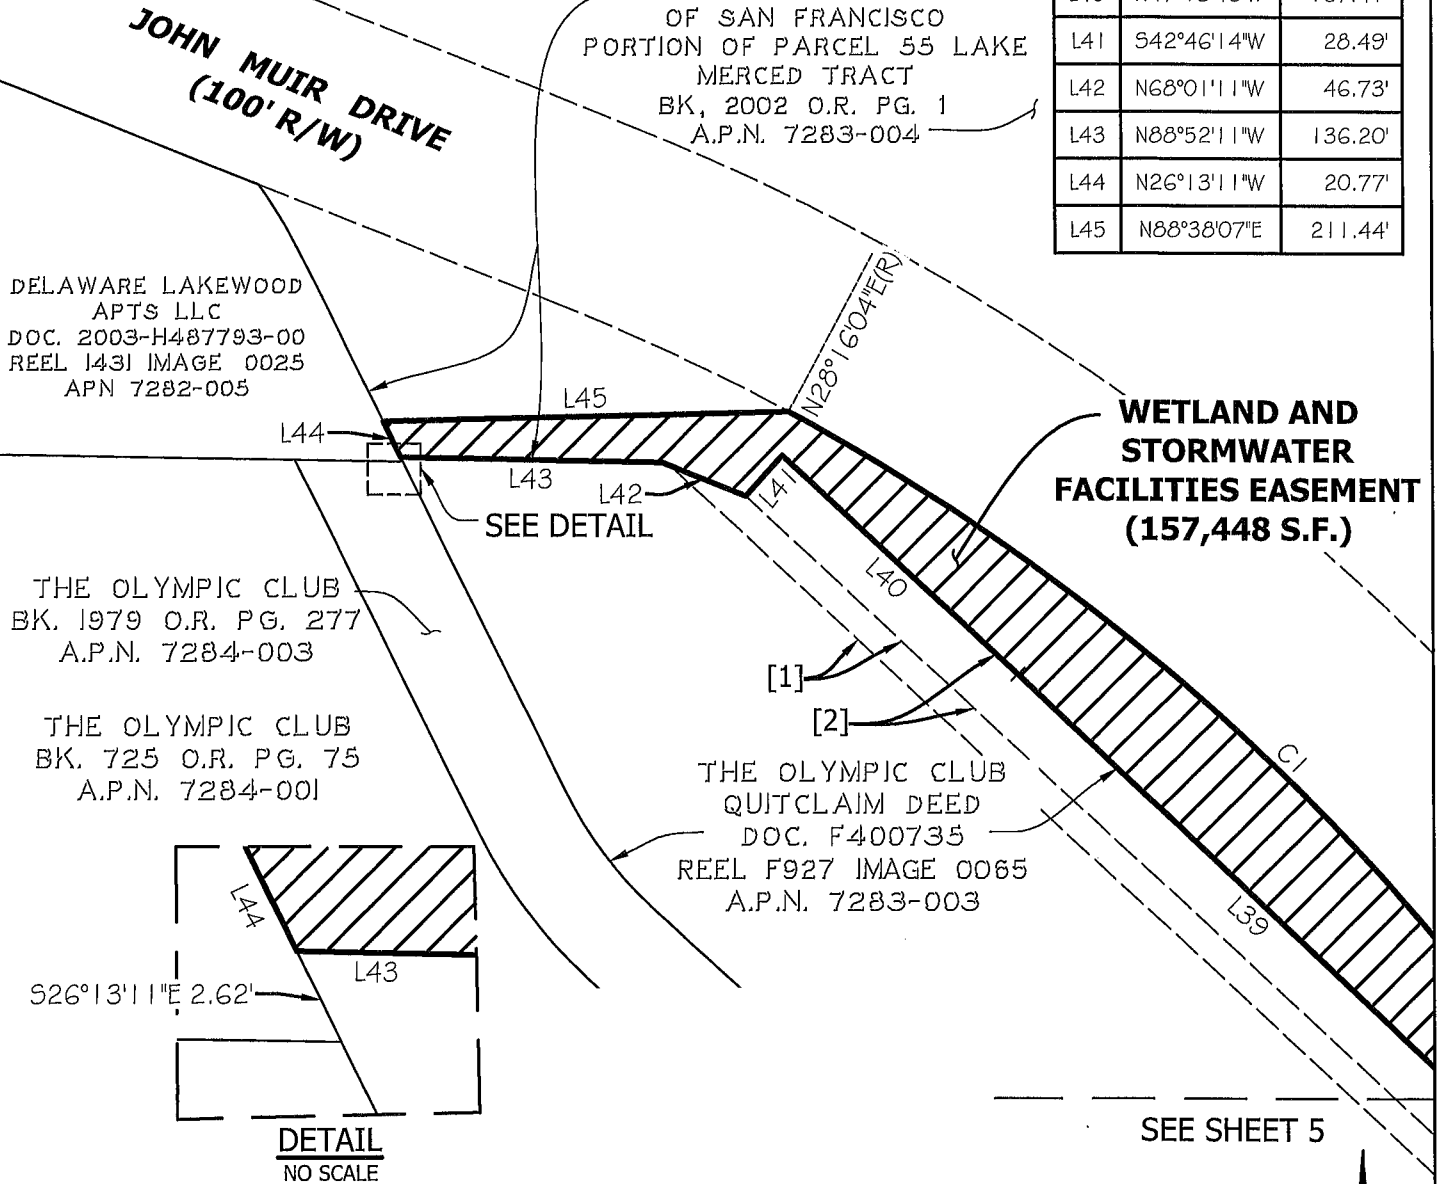 JOHN MUIR DRIVE
(100' R/W)
OF SAN FRANCISCO
PORTION OF PARCEL 55 LAKE
MERCED TRACT
BK, 2002 O.R. PG. 1
A.P.N. 7283-004
L41 S42°46'14"W 28.49'
L42 N68°01'11"W 46.73'
L43 N88°52'11"W 136.20'
L44 N26°13'11"W 20.77'
L45 N88°38'07"E 211.44'
DELAWARE LAKEWOOD
APTS LLC
DOC. 2003-H487793-00
REEL I431 IMAGE 0025
APN 7282-005
N28°16'04"E(R)
L45
L44
L43
L42
L41
SEE DETAIL
WETLAND AND
STORMWATER
FACILITIES EASEMENT
(157,448 S.F.)
L40
THE OLYMPIC CLUB
BK. 1979 O.R. PG. 277
A.P.N. 7284-003
[1]
[2]
THE OLYMPIC CLUB
BK. 725 O.R. PG. 75
A.P.N. 7284-001
C1
THE OLYMPIC CLUB
QUITCLAIM DEED
DOC. F400735
REEL F927 IMAGE 0065
A.P.N. 7283-003
L39
L44
L43
S26°13'11"E 2.62'
DETAIL
NO SCALE
SEE SHEET 5